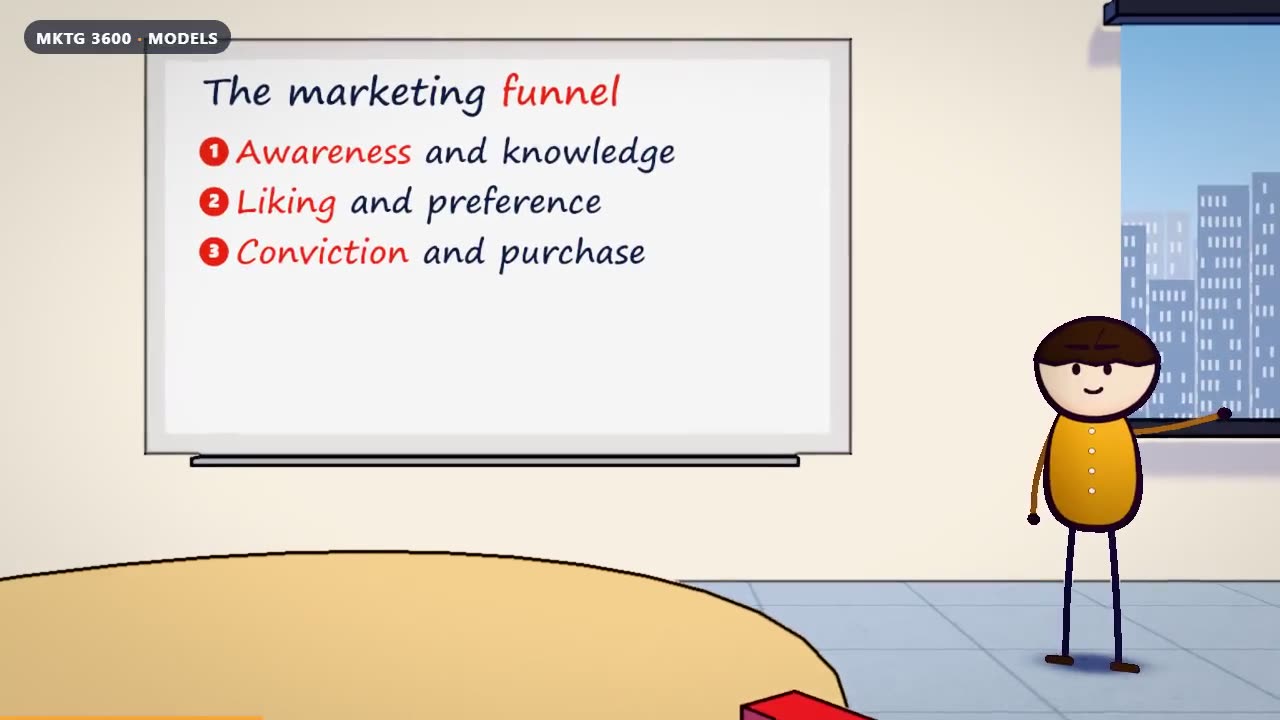 MKTG 3600 · MODELS
The marketing funnel
1 Awareness and knowledge
2 Liking and preference
3 Conviction and purchase